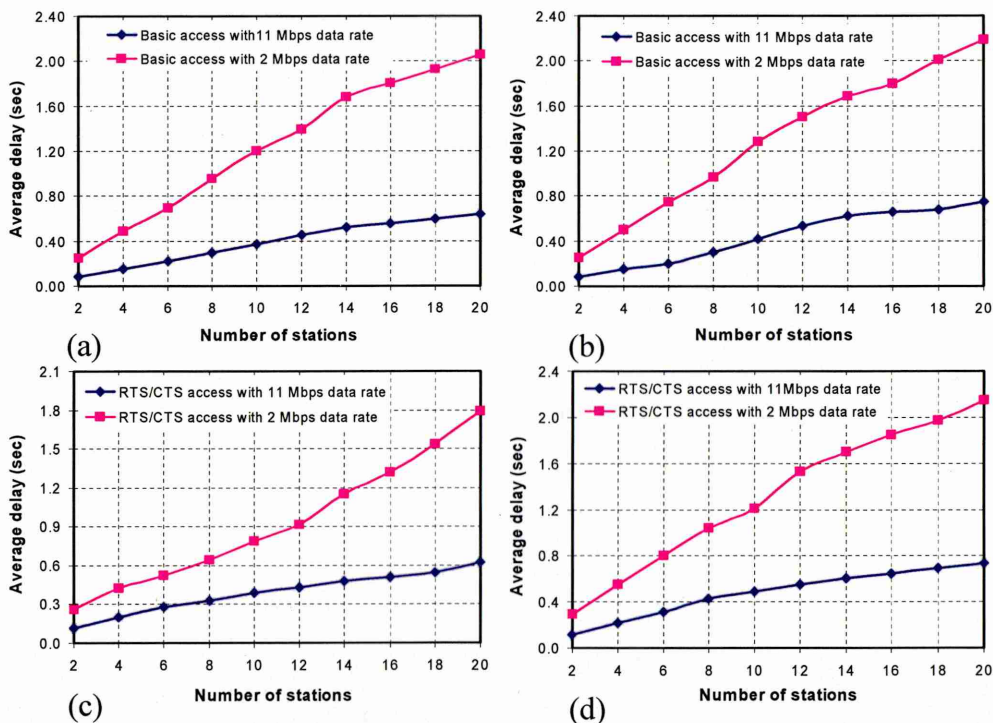 2.40
2.00
1.60
1.20
0.80
0.40
0.00
Average delay (sec)
Basic access with11 Mbps data rate
Basic access with 2 Mbps data rate
2 4 6 8 10 12 14 16 18 20
Number of stations
(a)
2.40
2.00
1.60
1.20
0.80
0.40
0.00
Average delay (sec)
Basic access with 11 Mbps data rate
Basic access with 2 Mbps data rate
2 4 6 8 10 12 14 16 18 20
Number of stations
(b)
2.1
1.8
1.5
1.2
0.9
0.6
0.3
0.0
Average delay (sec)
RTS/CTS access with 11 Mbps data rate
RTS/CTS access with 2 Mbps data rate
2 4 6 8 10 12 14 16 18 20
Number of stations
(c)
2.4
2.0
1.6
1.2
0.8
0.4
0.0
Average delay (sec)
RTS/CTS access with 11Mbps data rate
RTS/CTS access with 2 Mbps data rate
2 4 6 8 10 12 14 16 18 20
Number of stations
(d)